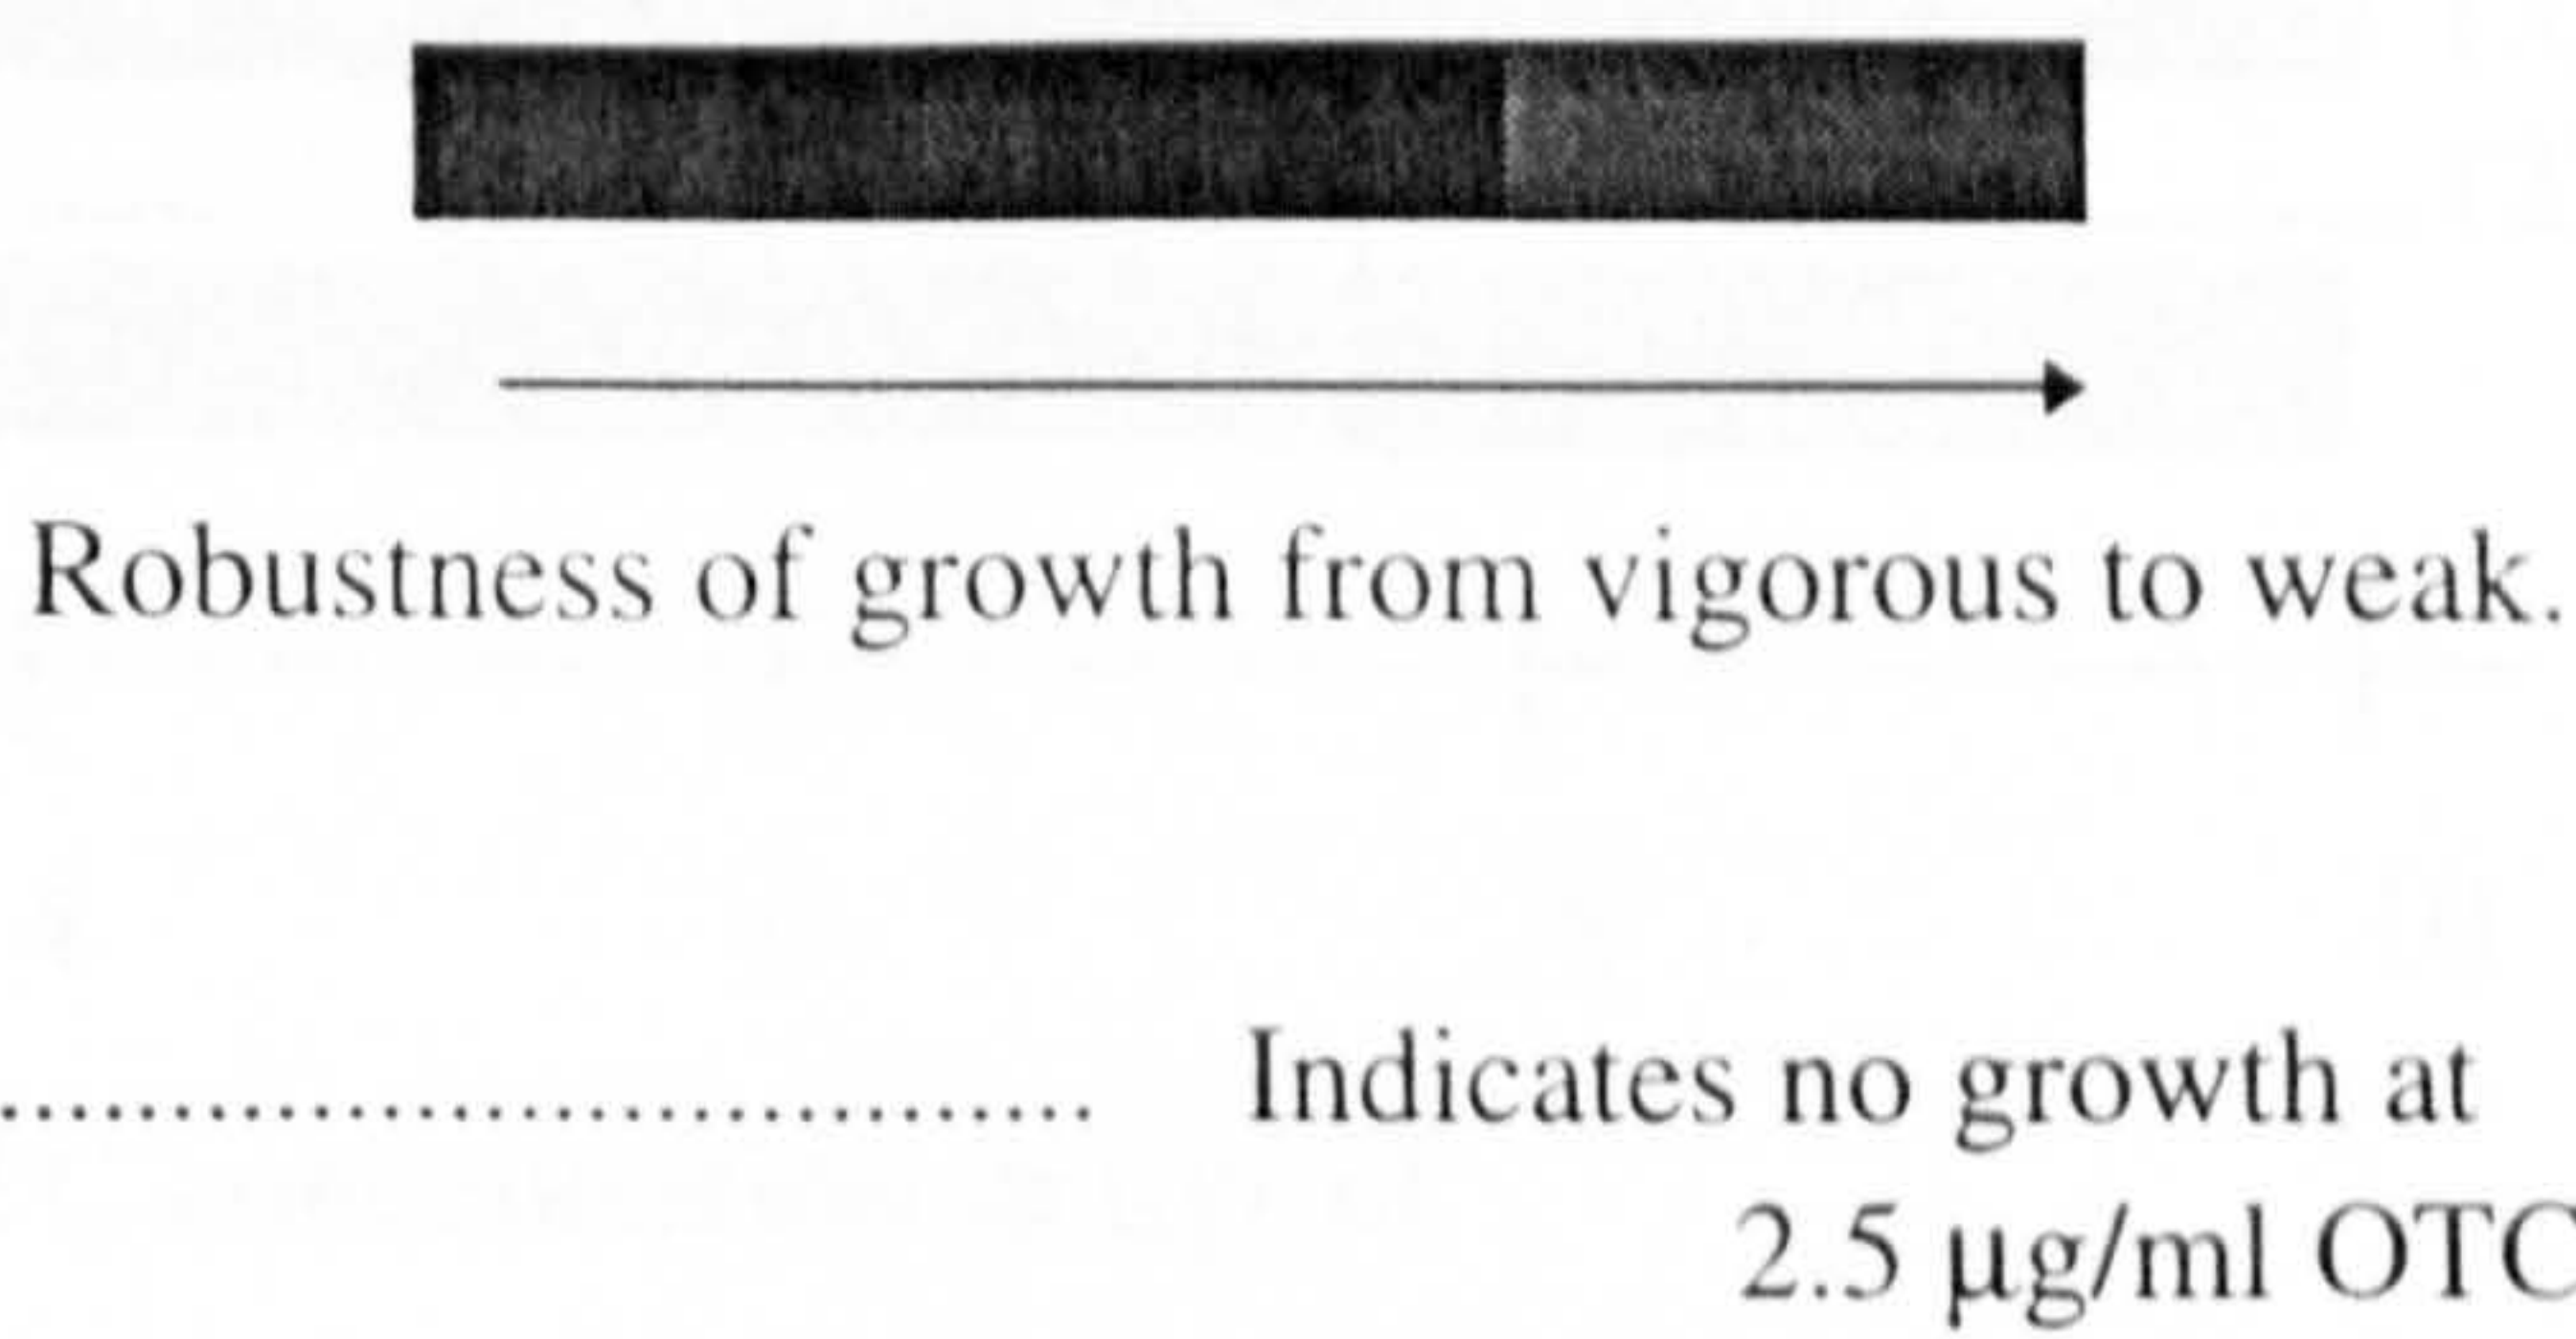 Robustness of growth from vigorous to weak.
.................................. Indicates no growth at
2.5 µg/ml OTC